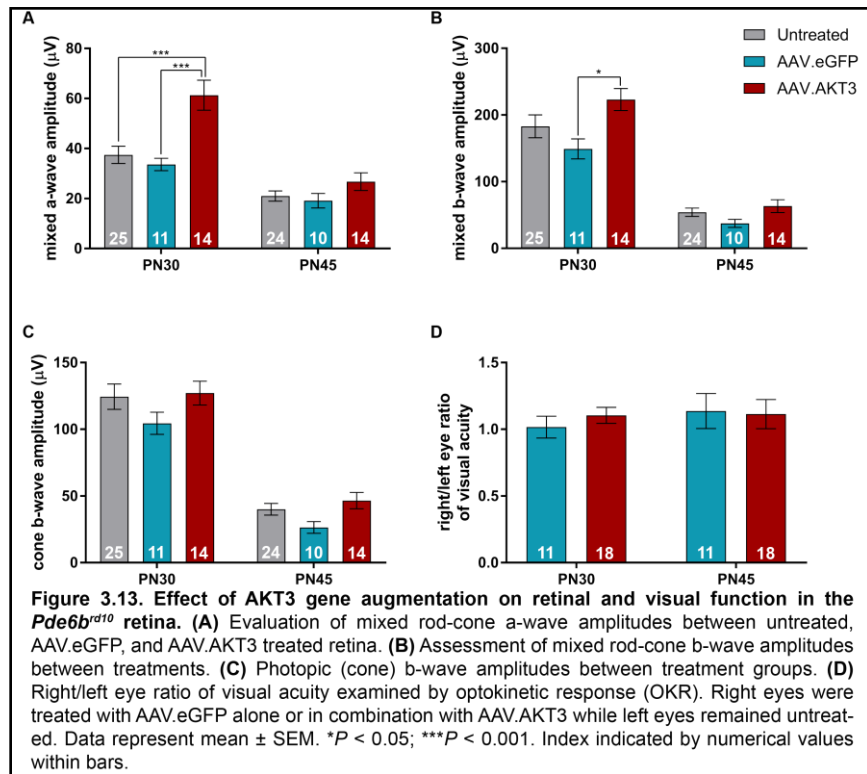 A
mixed a-wave amplitude (μV)
80
60
40
20
0
***
***
25
11
14
24
10
14
PN30
PN45
B
mixed b-wave amplitude (μV)
300
200
100
0
*
25
11
14
24
10
14
PN30
PN45
Untreated
AAV.eGFP
AAV.AKT3
C
cone b-wave amplitude (μV)
150
100
50
0
25
11
14
24
10
14
PN30
PN45
D
right/left eye ratio
of visual acuity
1.5
1.0
0.5
0.0
11
18
11
18
PN30
PN45
Figure 3.13. Effect of AKT3 gene augmentation on retinal and visual function in the
Pde6b^rd10 retina. (A) Evaluation of mixed rod-cone a-wave amplitudes between untreated,
AAV.eGFP, and AAV.AKT3 treated retina. (B) Assessment of mixed rod-cone b-wave amplitudes
between treatments. (C) Photopic (cone) b-wave amplitudes between treatment groups. (D)
Right/left eye ratio of visual acuity examined by optokinetic response (OKR). Right eyes were
treated with AAV.eGFP alone or in combination with AAV.AKT3 while left eyes remained untreat-
ed. Data represent mean ± SEM. *P < 0.05; ***P < 0.001. Index indicated by numerical values
within bars.